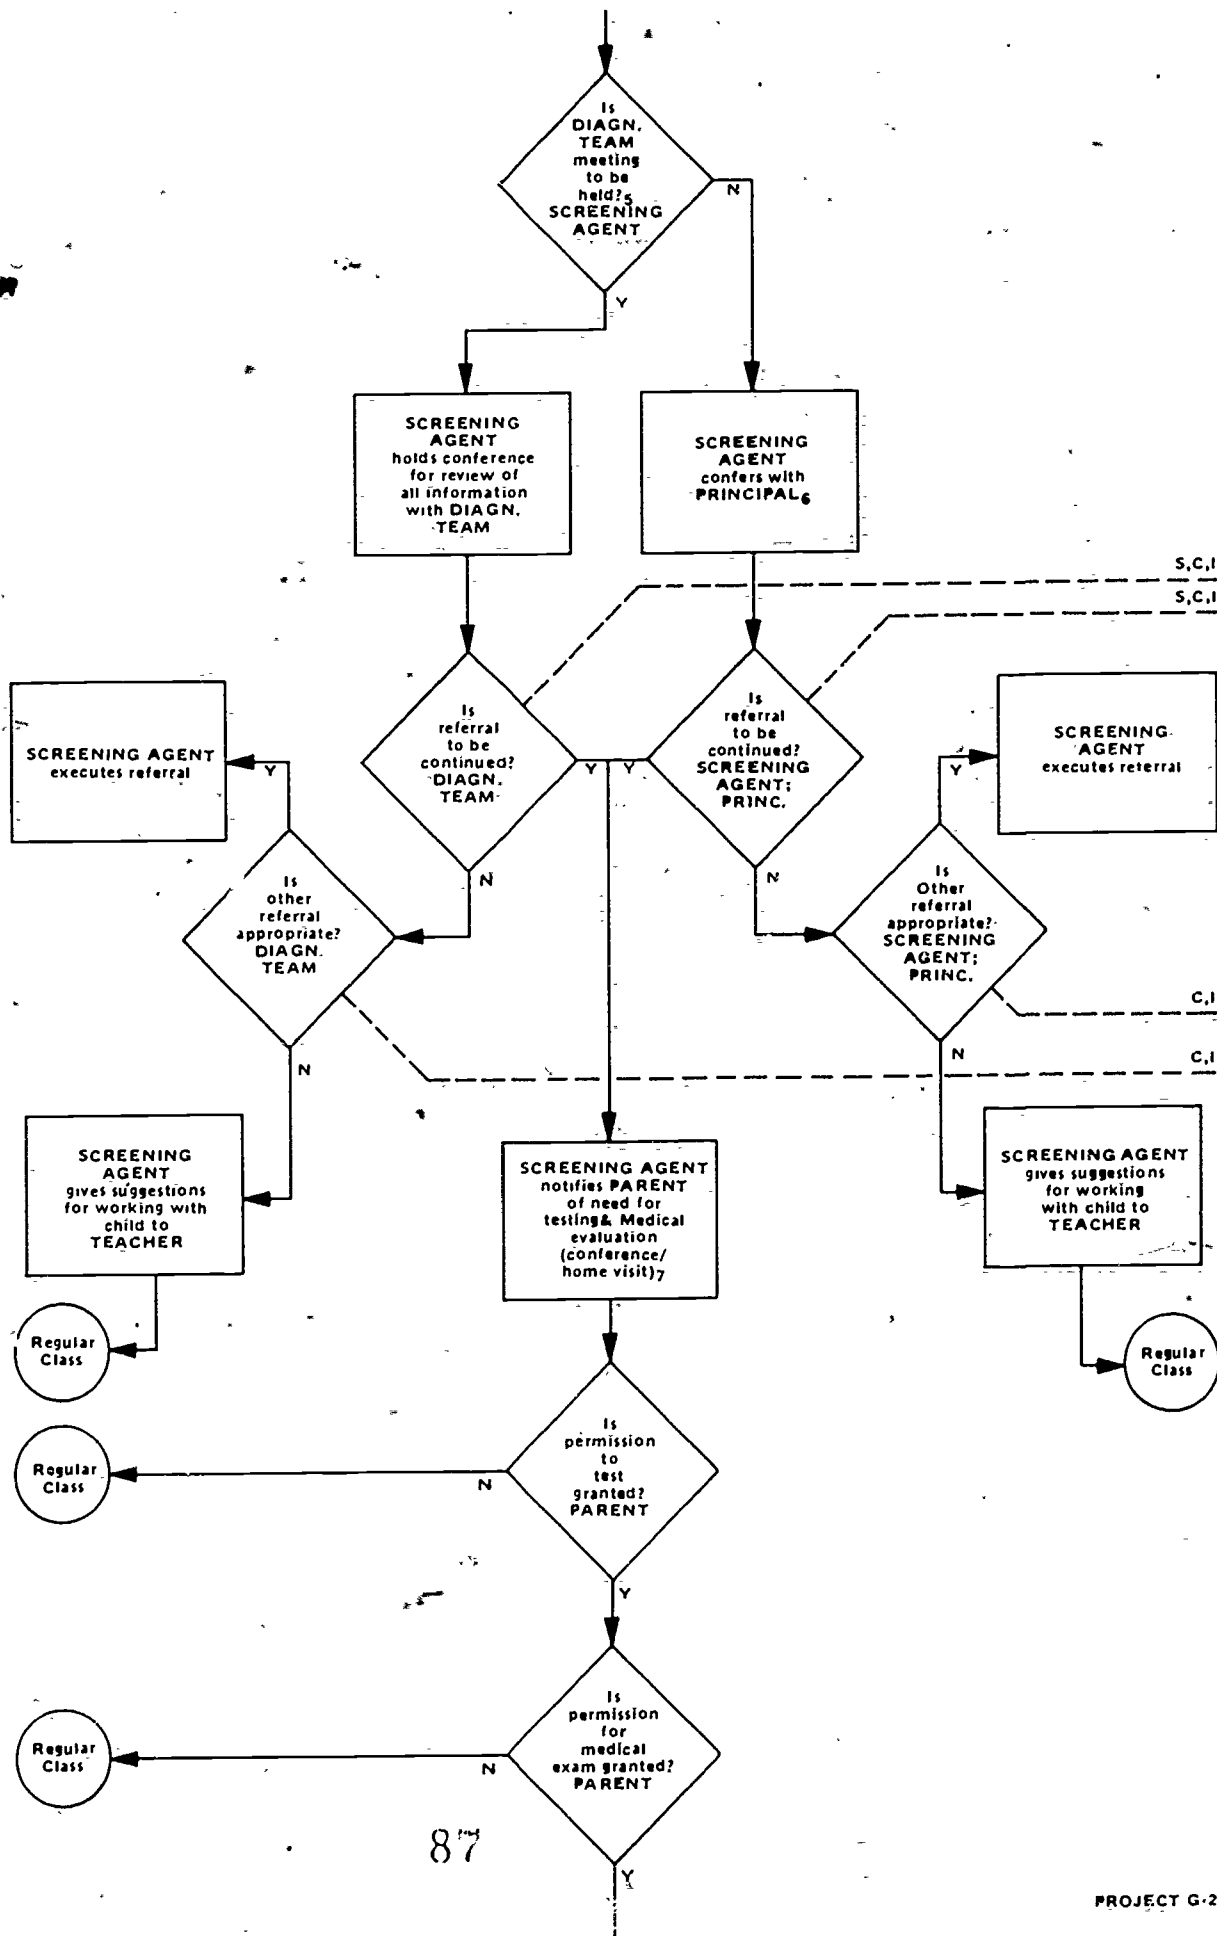 Is
DIAGN.
TEAM
meeting
to be
held?5
SCREENING
AGENT
N
Y
SCREENING
AGENT
holds conference
for review of
all information
with DIAGN.
TEAM
SCREENING
AGENT
confers with
PRINCIPAL6
S,C,I
S,C,I
Is
referral
to be
continued?
DIAGN.
TEAM
Y
N
Is
referral
to be
continued?
SCREENING
AGENT;
PRINC.
Y
N
SCREENING AGENT
executes referral
Y
SCREENING
AGENT
executes referral
Y
Is
other
referral
appropriate?
DIAGN.
TEAM
N
Is
Other
referral
appropriate?
SCREENING
AGENT;
PRINC.
N
C,I
C,I
SCREENING
AGENT
gives suggestions
for working with
child to
TEACHER
SCREENING AGENT
notifies PARENT
of need for
testing& Medical
evaluation
(conference/
home visit)7
SCREENING AGENT
gives suggestions
for working
with child to
TEACHER
Regular
Class
Regular
Class
Is
permission
to
test
granted?
PARENT
N
Y
Regular
Class
Is
permission
for
medical
exam granted?
PARENT
N
Y
Regular
Class
87
PROJECT G-2